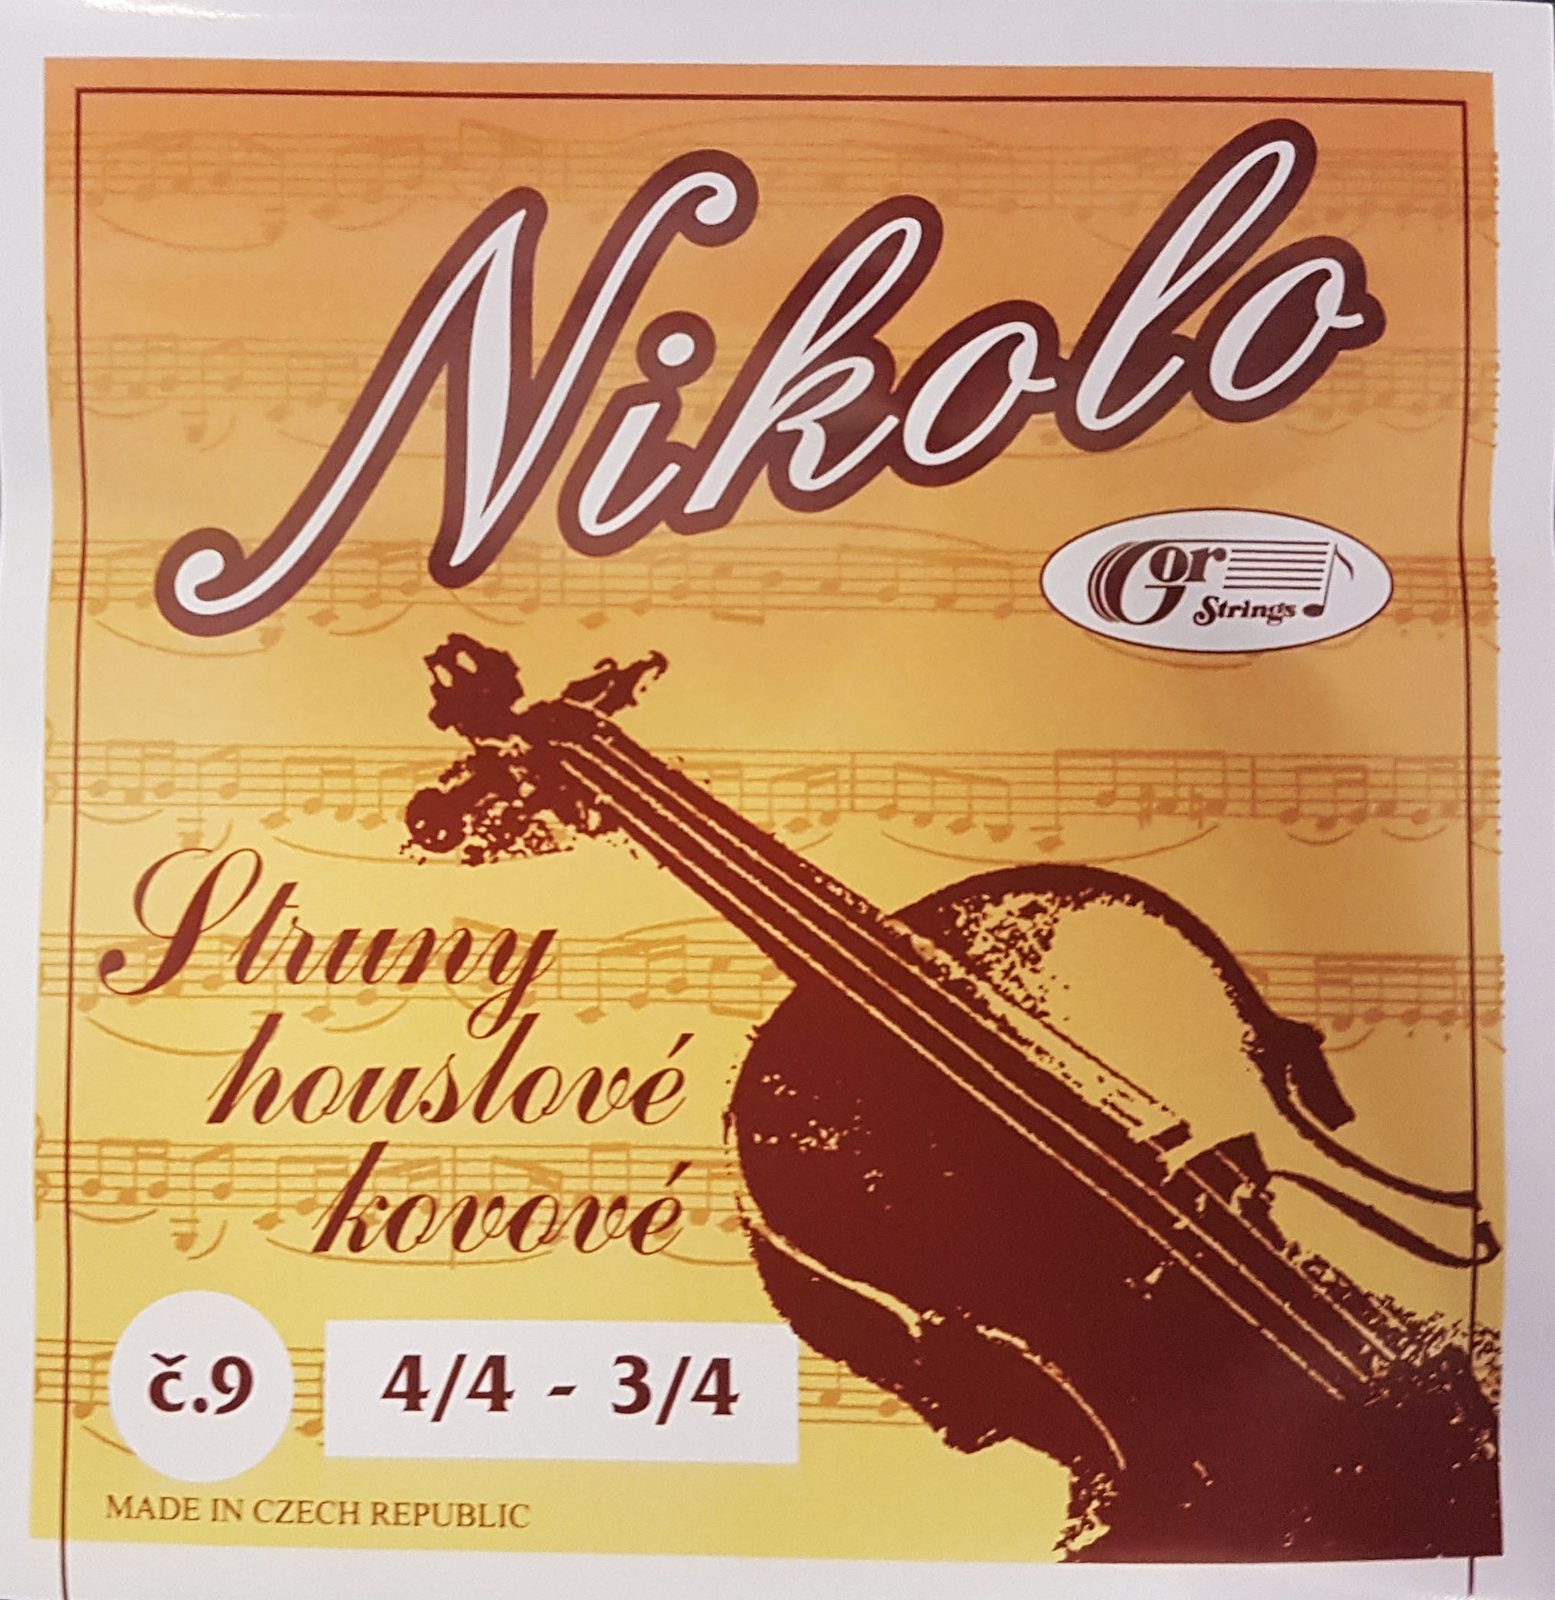 Nikolo
Gor
Strings
Struny
houslové
kovové
č.9
4/4 - 3/4
MADE IN CZECH REPUBLIC